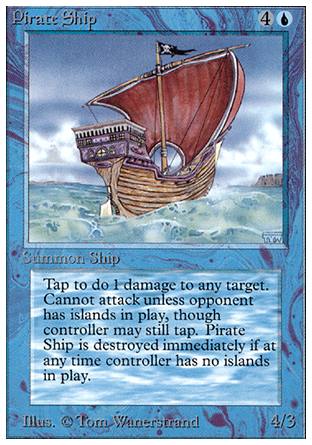 Pirate Ship 4
Summon Ship
Tap to do 1 damage to any target.
Cannot attack unless opponent
has islands in play, though
controller may still tap. Pirate
Ship is destroyed immediately if at
any time controller has no islands
in play.
Illus. © Tom Wänerstrand 4/3